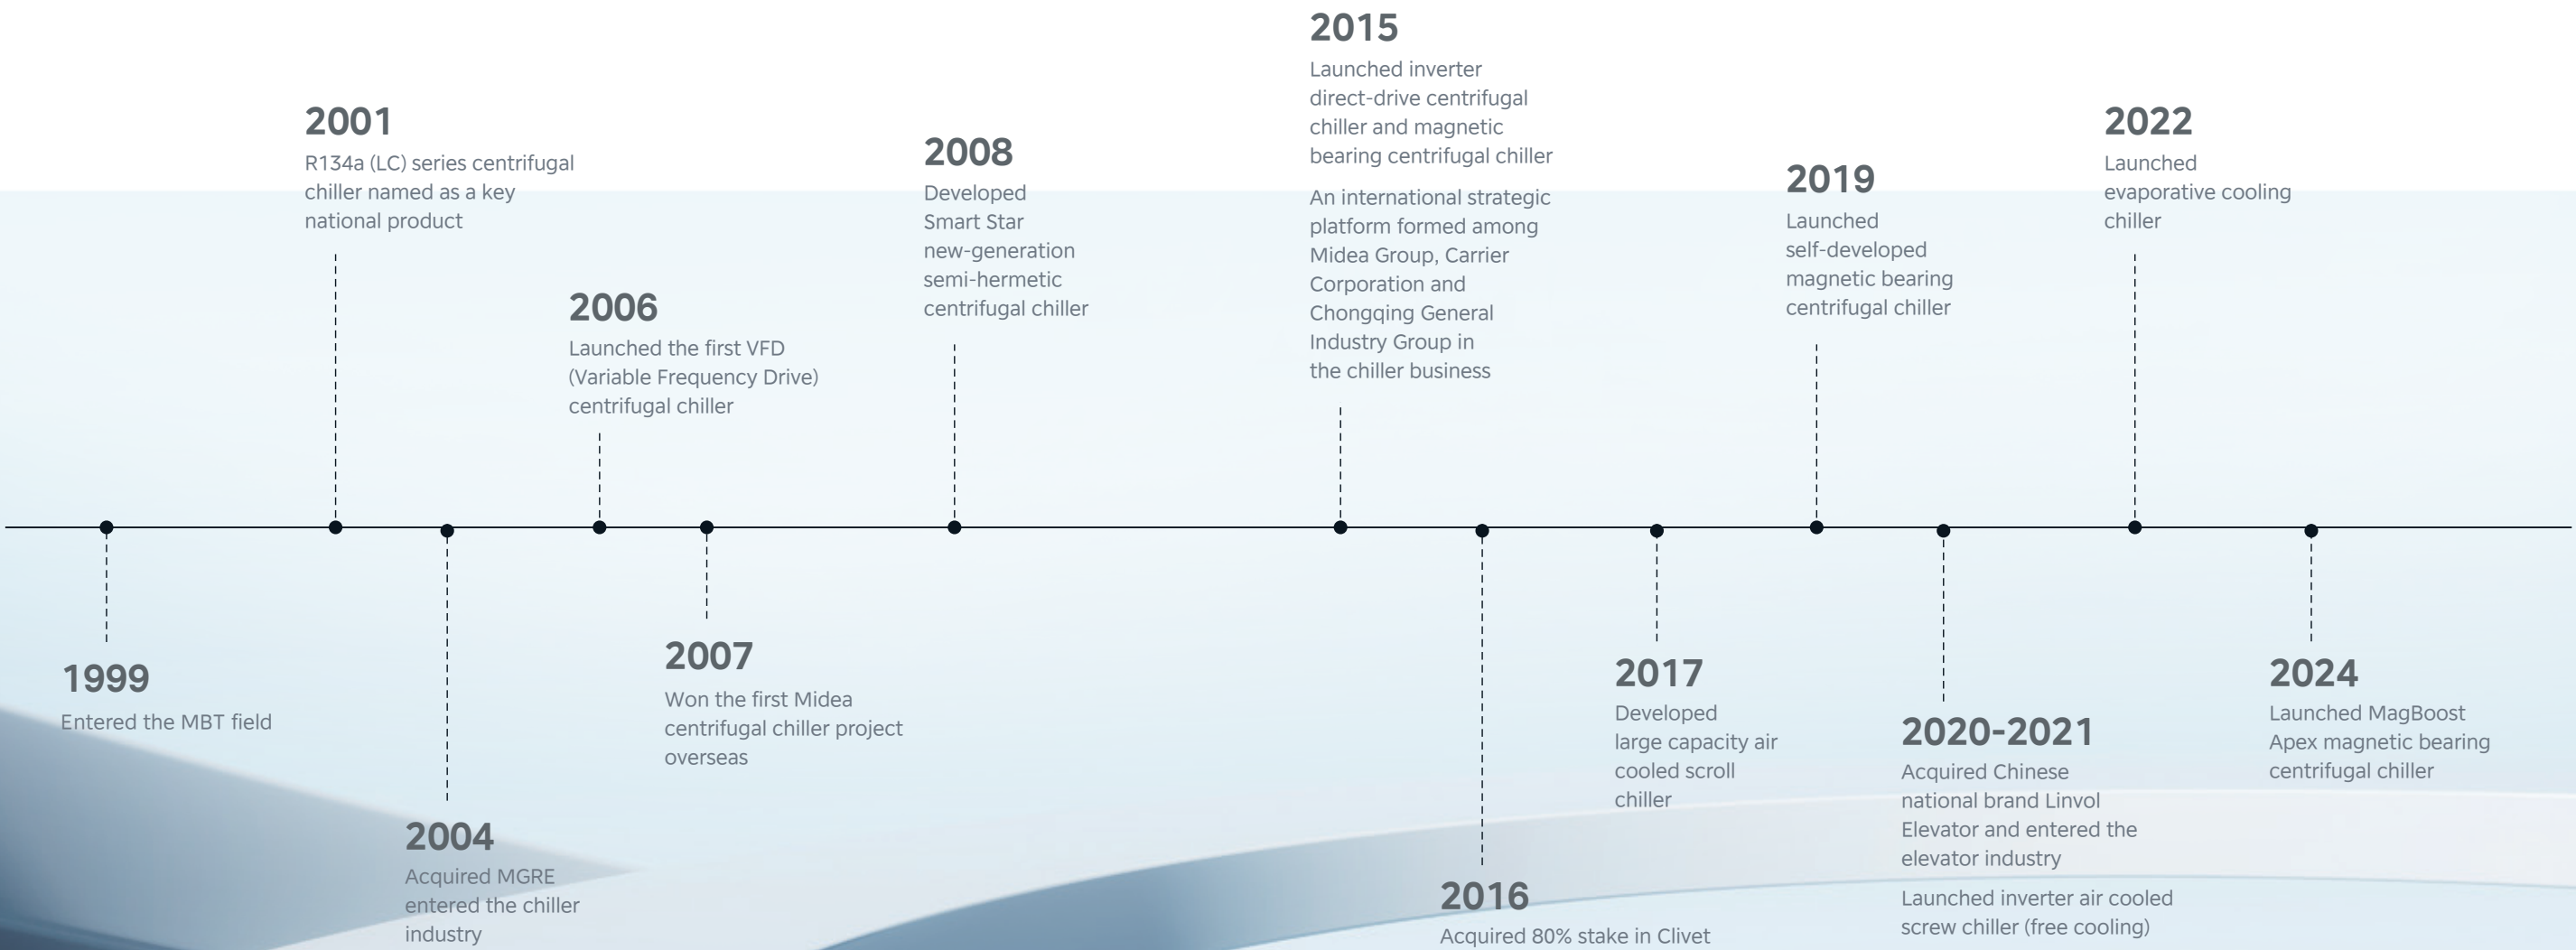 1999
Entered the MBT field
2001
R134a (LC) series centrifugal
chiller named as a key
national product
2004
Acquired MGRE
entered the chiller
industry
2006
Launched the first VFD
(Variable Frequency Drive)
centrifugal chiller
2007
Won the first Midea
centrifugal chiller project
overseas
2008
Developed
Smart Star
new-generation
semi-hermetic
centrifugal chiller
2015
Launched inverter
direct-drive centrifugal
chiller and magnetic
bearing centrifugal chiller
An international strategic
platform formed among
Midea Group, Carrier
Corporation and
Chongqing General
Industry Group in
the chiller business
2016
Acquired 80% stake in Clivet
2017
Developed
large capacity air
cooled scroll
chiller
2019
Launched
self-developed
magnetic bearing
centrifugal chiller
2020-2021
Acquired Chinese
national brand Linvol
Elevator and entered the
elevator industry
Launched inverter air cooled
screw chiller (free cooling)
2022
Launched
evaporative cooling
chiller
2024
Launched MagBoost
Apex magnetic bearing
centrifugal chiller